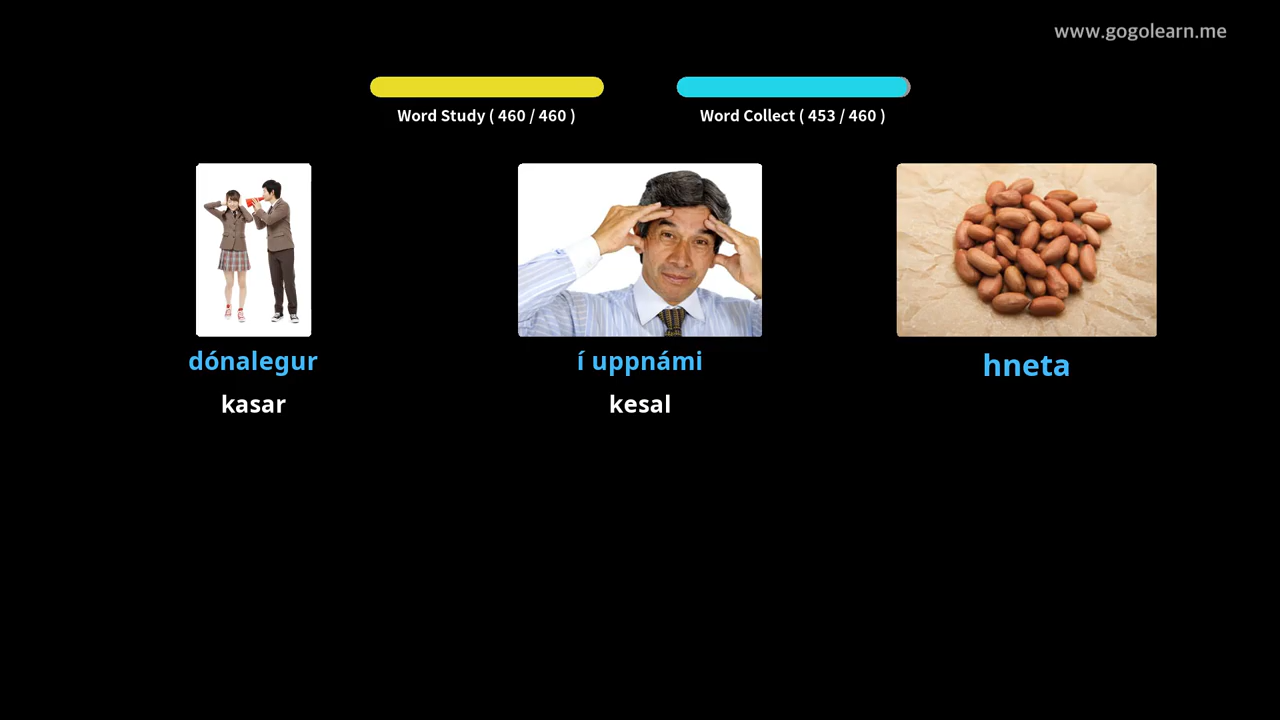 www.gogolearn.me
Word Study ( 460 / 460 )
Word Collect ( 453 / 460 )
dónalegur
í uppnámi
hneta
kasar
kesal